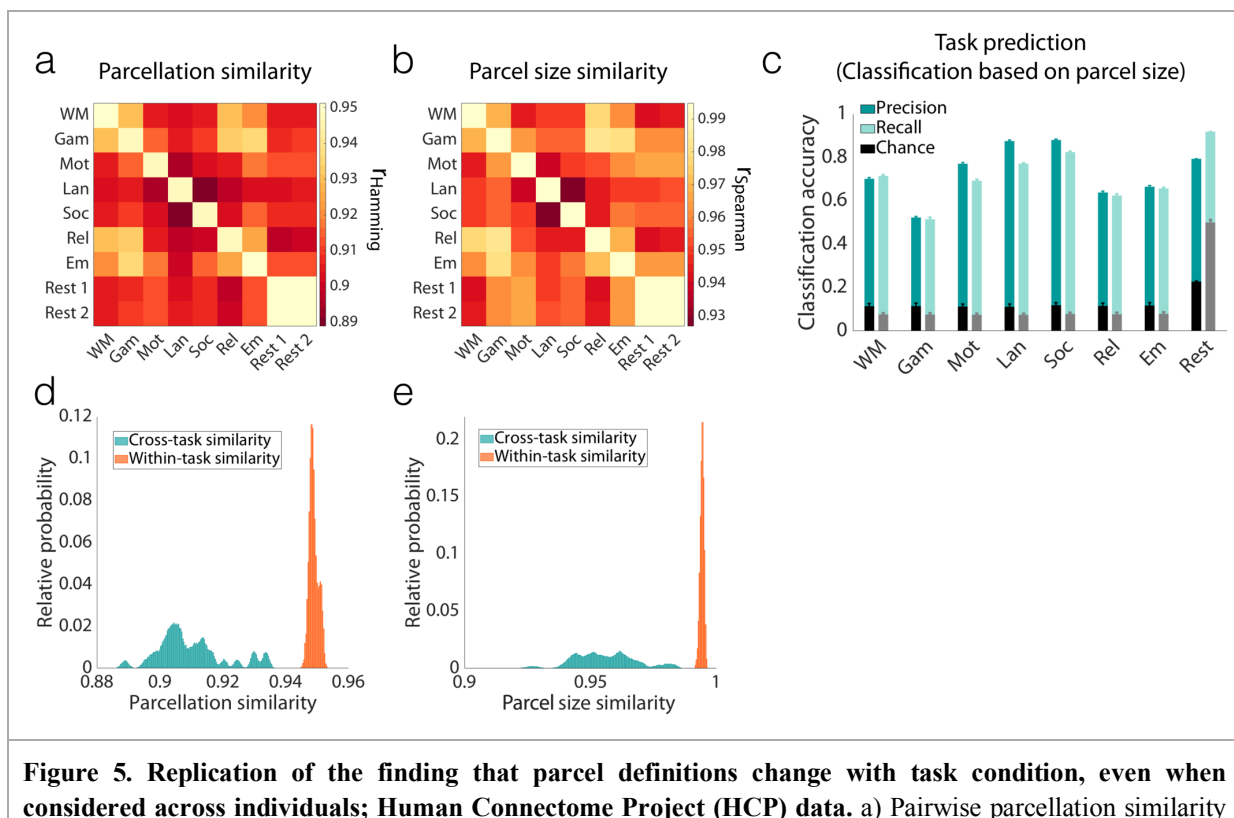 a
Parcellation similarity
WM
Gam
Mot
Lan
Soc
Rel
Em
Rest 1
Rest 2
WM
Gam
Mot
Lan
Soc
Rel
Em
Rest 1
Rest 2
0.95
0.94
0.93
0.92
0.91
0.9
0.89
rHamming
b
Parcel size similarity
WM
Gam
Mot
Lan
Soc
Rel
Em
Rest 1
Rest 2
WM
Gam
Mot
Lan
Soc
Rel
Em
Rest 1
Rest 2
0.99
0.98
0.97
0.96
0.95
0.94
0.93
rSpearman
c
Task prediction
(Classification based on parcel size)
Precision
Recall
Chance
Classification accuracy
1
0.8
0.6
0.4
0.2
0
WM
Gam
Mot
Lan
Soc
Rel
Em
Rest
d
Cross-task similarity
Within-task similarity
Relative probability
0.12
0.1
0.08
0.06
0.04
0.02
0
0.88
0.9
0.92
0.94
0.96
Parcellation similarity
e
Cross-task similarity
Within-task similarity
Relative probability
0.2
0.15
0.1
0.05
0
0.9
0.95
1
Parcel size similarity
Figure 5. Replication of the finding that parcel definitions change with task condition, even when
considered across individuals; Human Connectome Project (HCP) data. a) Pairwise parcellation similarity